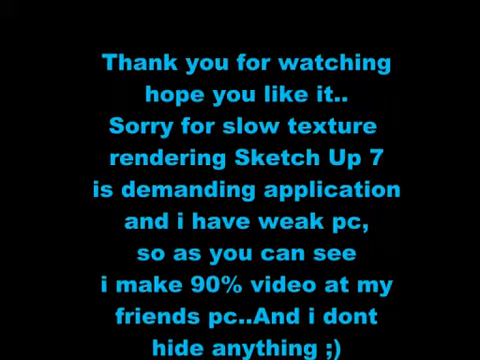 Thank you for watching
hope you like it..
Sorry for slow texture
rendering Sketch Up 7
is demanding application
and i have weak pc,
so as you can see
i make 90% video at my
friends pc..And i dont
hide anything ;)